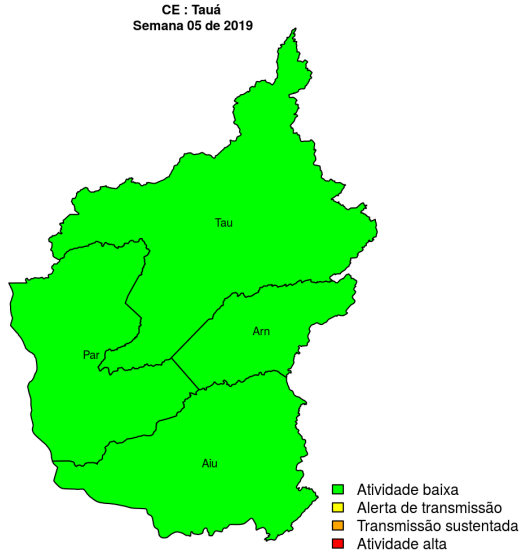 CE : Tauá
Semana 05 de 2019
Tau
Arn
Par
Aiu
Atividade baixa
Alerta de transmissão
Transmissão sustentada
Atividade alta